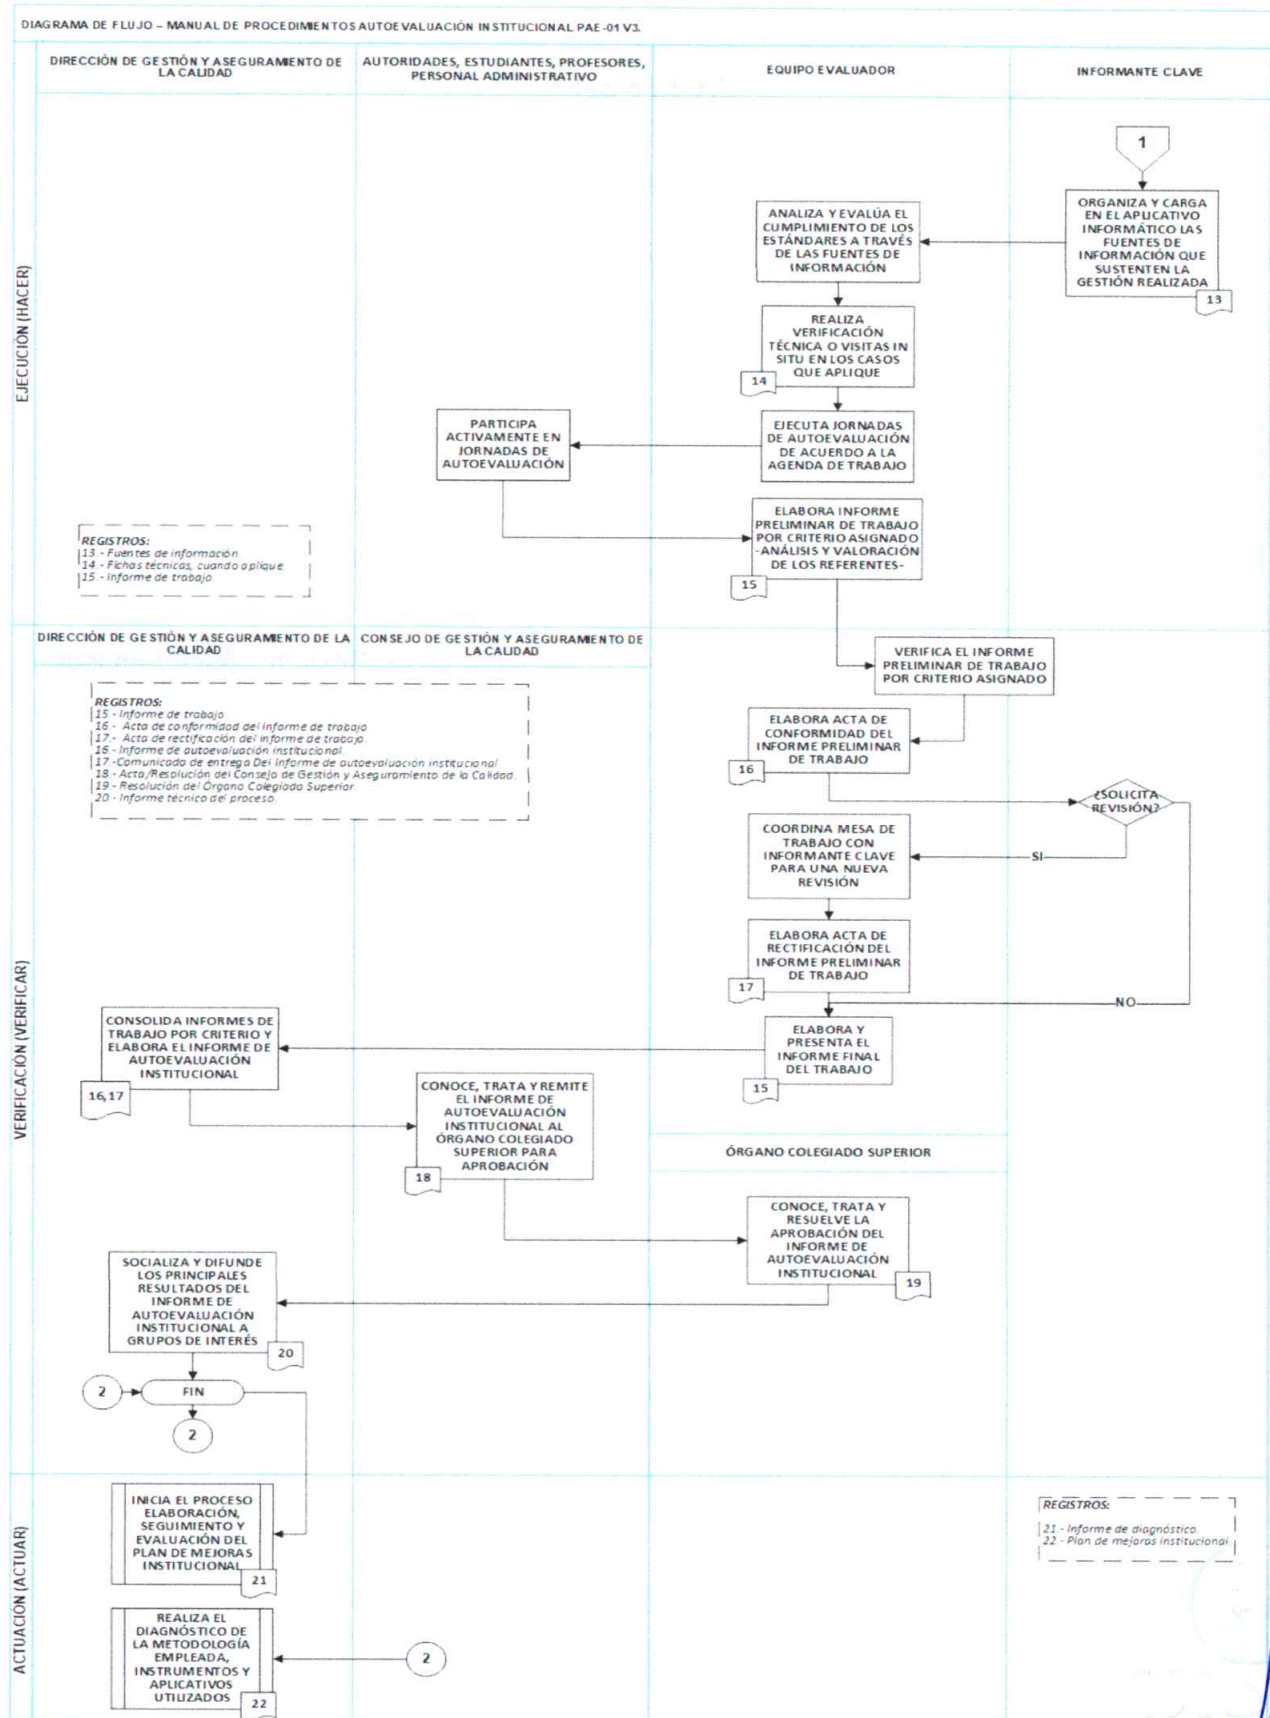 DIAGRAMA DE FLUJO – MANUAL DE PROCEDIMIENTOS AUTOEVALUACIÓN INSTITUCIONAL PAE-01 V3.
DIRECCIÓN DE GESTIÓN Y ASEGURAMIENTO DE
LA CALIDAD
AUTORIDADES, ESTUDIANTES, PROFESORES,
PERSONAL ADMINISTRATIVO
EQUIPO EVALUADOR
INFORMANTE CLAVE
EJECUCIÓN (HACER)
1
ORGANIZA Y CARGA
EN EL APLICATIVO
INFORMÁTICO LAS
FUENTES DE
INFORMACIÓN QUE
SUSTENTEN LA
GESTIÓN REALIZADA
13
ANALIZA Y EVALÚA EL
CUMPLIMIENTO DE LOS
ESTÁNDARES A TRAVÉS
DE LAS FUENTES DE
INFORMACIÓN
REALIZA
VERIFICACIÓN
TÉCNICA O VISITAS IN
SITU EN LOS CASOS
QUE APLIQUE
14
EJECUTA JORNADAS
DE AUTOEVALUACIÓN
DE ACUERDO A LA
AGENDA DE TRABAJO
PARTICIPA
ACTIVAMENTE EN
JORNADAS DE
AUTOEVALUACIÓN
ELABORA INFORME
PRELIMINAR DE TRABAJO
POR CRITERIO ASIGNADO
-ANÁLISIS Y VALORACIÓN
DE LOS REFERENTES-
15
REGISTROS:
13.- Fuentes de información.
14 - Fichas técnicas, cuando aplique.
15.- Informe de trabajo.
VERIFICACIÓN (VERIFICAR)
DIRECCIÓN DE GESTIÓN Y ASEGURAMIENTO DE LA
CALIDAD
CONSEJO DE GESTIÓN Y ASEGURAMIENTO DE
LA CALIDAD
REGISTROS:
15 - Informe de trabajo
16 - Acta de conformidad del informe de trabajo
17.- Acta de rectificación del informe de trabajo.
16.- Informe de autoevaluación institucional.
17.-Comunicado de entrega Del Informe de autoevaluación institucional
18 - Acta/Resolución del Consejo de Gestión y Aseguramiento de la Calidad.
19 - Resolución del Órgano Colegiado Superior.
20 - Informe técnico del proceso.
VERIFICA EL INFORME
PRELIMINAR DE TRABAJO
POR CRITERIO ASIGNADO
ELABORA ACTA DE
CONFORMIDAD DEL
INFORME PRELIMINAR
DE TRABAJO
16
¿SOLICITA
REVISIÓN?
SI
NO
COORDINA MESA DE
TRABAJO CON
INFORMANTE CLAVE
PARA UNA NUEVA
REVISIÓN
ELABORA ACTA DE
RECTIFICACIÓN DEL
INFORME PRELIMINAR
DE TRABAJO
17
ELABORA Y
PRESENTA EL
INFORME FINAL
DEL TRABAJO
15
CONSOLIDA INFORMES DE
TRABAJO POR CRITERIO Y
ELABORA EL INFORME DE
AUTOEVALUACIÓN
INSTITUCIONAL
16,17
CONOCE, TRATA Y REMITE
EL INFORME DE
AUTOEVALUACIÓN
INSTITUCIONAL AL
ÓRGANO COLEGIADO
SUPERIOR PARA
APROBACIÓN
18
ÓRGANO COLEGIADO SUPERIOR
CONOCE, TRATA Y
RESUELVE LA
APROBACIÓN DEL
INFORME DE
AUTOEVALUACIÓN
INSTITUCIONAL
19
SOCIALIZA Y DIFUNDE
LOS PRINCIPALES
RESULTADOS DEL
INFORME DE
AUTOEVALUACIÓN
INSTITUCIONAL A
GRUPOS DE INTERÉS
20
2
FIN
2
ACTUACIÓN (ACTUAR)
INICIA EL PROCESO
ELABORACIÓN,
SEGUIMIENTO Y
EVALUACIÓN DEL
PLAN DE MEJORAS
INSTITUCIONAL
21
REALIZA EL
DIAGNÓSTICO DE
LA METODOLOGÍA
EMPLEADA,
INSTRUMENTOS Y
APLICATIVOS
UTILIZADOS
22
2
REGISTROS:
21 - Informe de diagnóstico.
22 - Plan de mejoras institucional